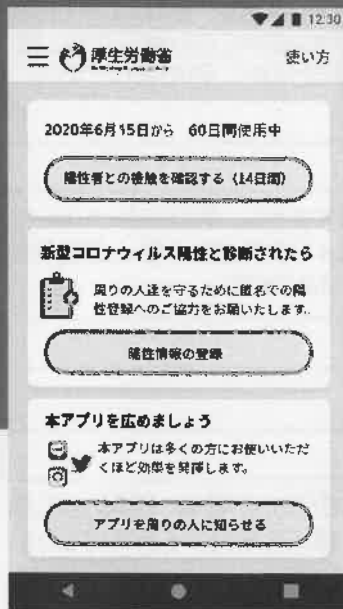 12:30
厚生労働省
使い方
2020年6月15日から 60日間使用中
陽性者との接触を確認する（14日間）
新型コロナウィルス陽性と診断されたら
周りの人達を守るために匿名での陽
性登録へのご協力をお願いいたします。
陽性情報の登録
本アプリを広めましょう
本アプリは多くの方にお使いいただ
くほど効果を発揮します。
アプリを周りの人に知らせる